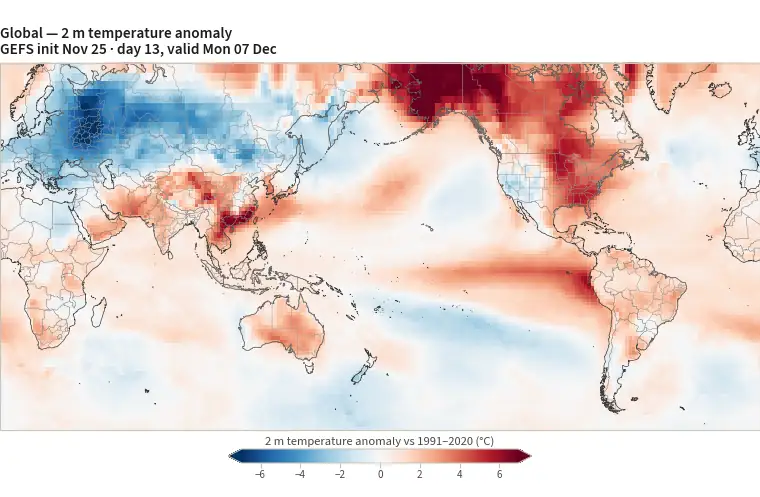 Global — 2 m temperature anomaly
GEFS init Nov 25 · day 13, valid Mon 07 Dec
2 m temperature anomaly vs 1991–2020 (°C)
−6 −4 −2 0 2 4 6